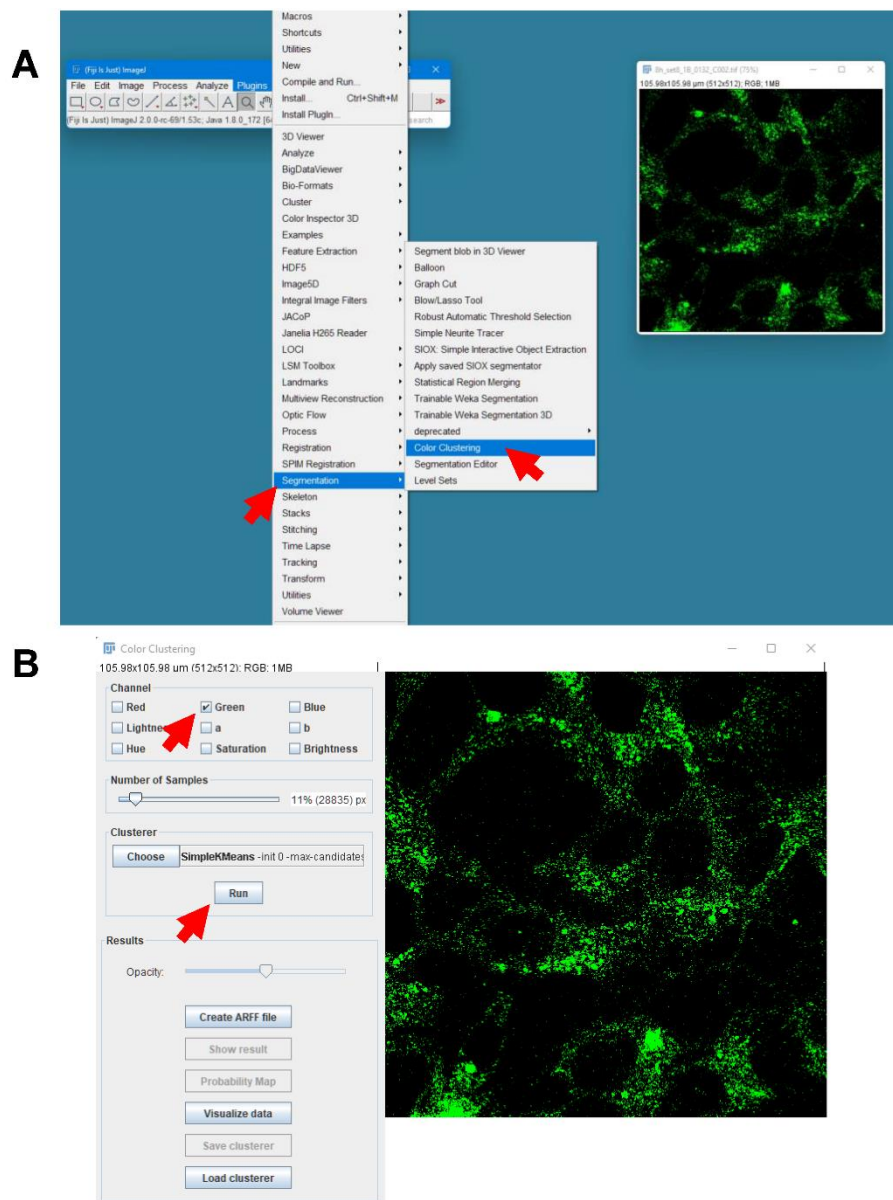 A
Macros
Shortcuts
Utilities
New
Compile and Run...
Install... Ctrl+Shift+M
Install PlugIn...
3D Viewer
Analyze
BigDataViewer
Bio-Formats
Cluster
Color Inspector 3D
Examples
Feature Extraction
HDF5
Image5D
Integral Image Filters
JACoP
Janelia H265 Reader
LOCI
LSM Toolbox
Landmarks
Multiview Reconstruction
Optic Flow
Process
Registration
SPIM Registration
Segmentation
Skeleton
Stacks
Stitching
Time Lapse
Tracking
Transform
Utilities
Volume Viewer
(Fiji Is Just) ImageJ
File Edit Image Process Analyze Plugins
(Fiji Is Just) ImageJ 2.0.0-rc-69/1.53c; Java 1.8.0_172 [64
Segment blob in 3D Viewer
Balloon
Graph Cut
Blow/Lasso Tool
Robust Automatic Threshold Selection
Simple Neurite Tracer
SIOX: Simple Interactive Object Extraction
Apply saved SIOX segmentator
Statistical Region Merging
Trainable Weka Segmentation
Trainable Weka Segmentation 3D
deprecated
Color Clustering
Segmentation Editor
Level Sets
(75%)
105.98x105.98 µm (512x512); RGB; 1MB
B
Color Clustering
105.98x105.98 µm (512x512); RGB; 1MB
Channel
Red Green Blue
a b
Hue Saturation Brightness
Number of Samples
11% (28835) px
Clusterer
Choose SimpleKMeans -init 0 -max-candidates
Run
Results
Opacity:
Create ARFF file
Show result
Probability Map
Visualize data
Save clusterer
Load clusterer